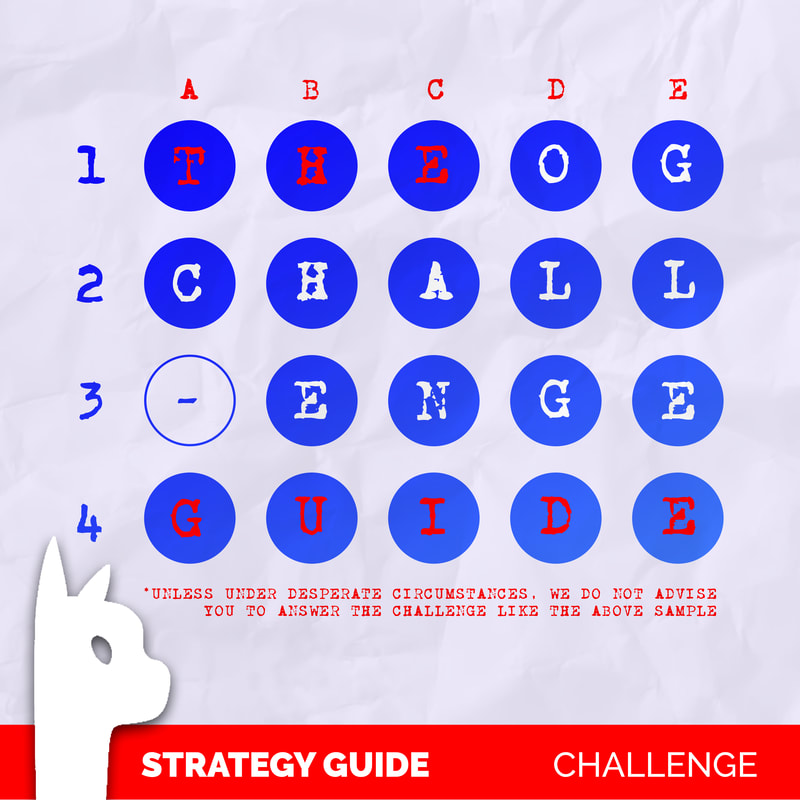 A B C D E
1 T H E O G
2 C H A L L
3 - E N G E
4 G U I D E
*UNLESS UNDER DESPERATE CIRCUMSTANCES, WE DO NOT ADVISE
YOU TO ANSWER THE CHALLENGE LIKE THE ABOVE SAMPLE
STRATEGY GUIDE CHALLENGE